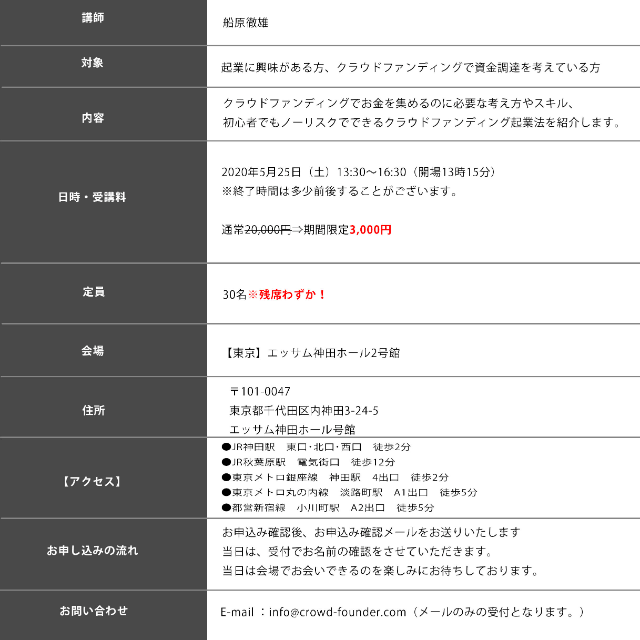 講師
船原徹雄
対象
起業に興味がある方、クラウドファンディングで資金調達を考えている方
内容
クラウドファンディングでお金を集めるのに必要な考え方やスキル、
初心者でもノーリスクでできるクラウドファンディング起業法を紹介します。
日時・受講料
2020年5月25日（土）13:30〜16:30（開場13時15分）
※終了時間は多少前後することがございます。
通常20,000円⇒期間限定3,000円
定員
30名※残席わずか！
会場
【東京】エッサム神田ホール2号館
住所
〒101-0047
東京都千代田区内神田3-24-5
エッサム神田ホール号館
【アクセス】
●JR神田駅　東口･北口･西口　徒歩2分
●JR秋葉原駅　電気街口　徒歩12分
●東京メトロ銀座線　神田駅　4出口　徒歩2分
●東京メトロ丸の内線　淡路町駅　A1出口　徒歩5分
●都営新宿線　小川町駅　A2出口　徒歩5分
お申し込みの流れ
お申込み確認後、お申込み確認メールをお送りいたします
当日は、受付でお名前の確認をさせていただきます。
当日は会場でお会いできるのを楽しみにお待ちしております。
お問い合わせ
E-mail ：info@crowd-founder.com（メールのみの受付となります。）